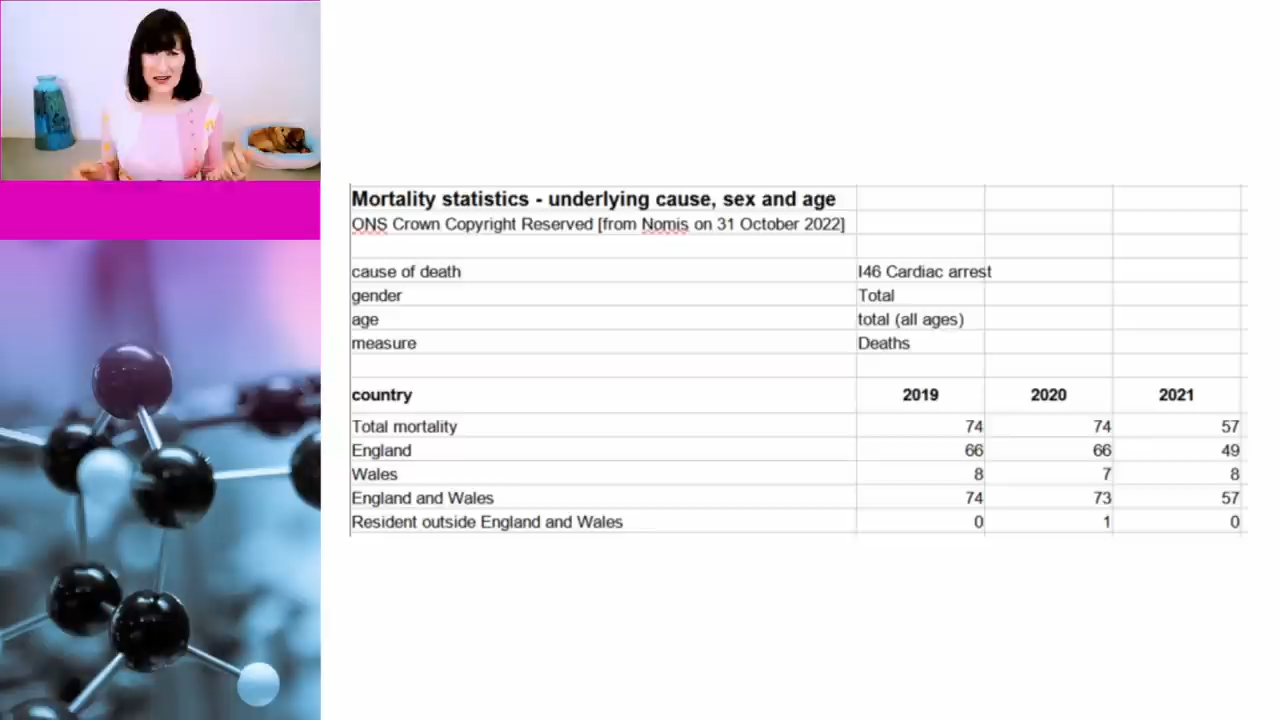 Mortality statistics - underlying cause, sex and age
ONS Crown Copyright Reserved [from Nomis on 31 October 2022]
cause of death I46 Cardiac arrest
gender Total
age total (all ages)
measure Deaths
country 2019 2020 2021
Total mortality 74 74 57
England 66 66 49
Wales 8 7 8
England and Wales 74 73 57
Resident outside England and Wales 0 1 0